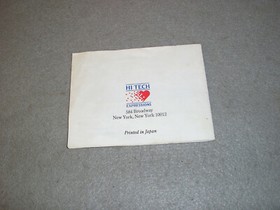 HI TECH
EXPRESSIONS
584 Broadway
New York, New York 10012
Printed in Japan